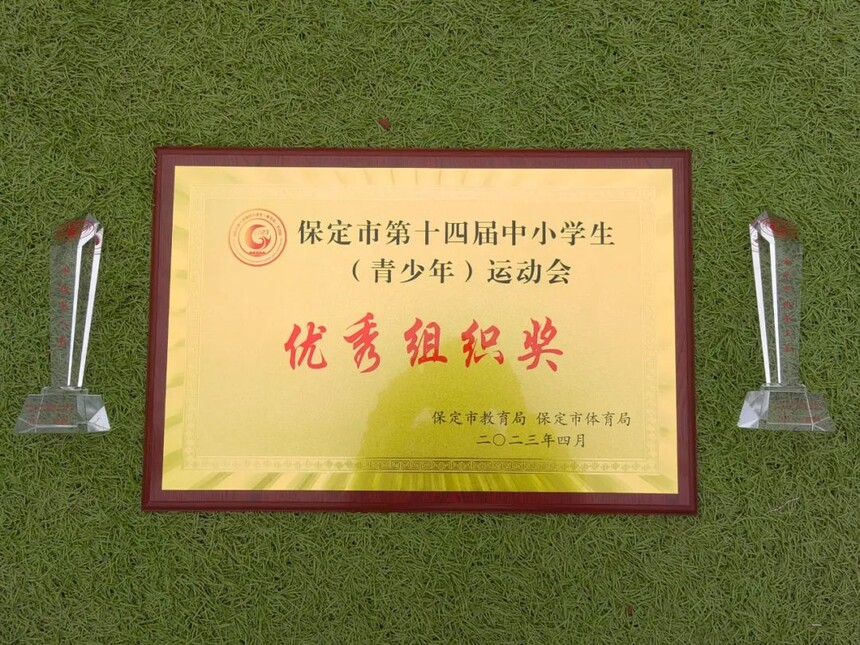 保定市第十四届中小学生
（青少年）运动会
优秀组织奖
保定市教育局 保定市体育局
二〇二三年四月